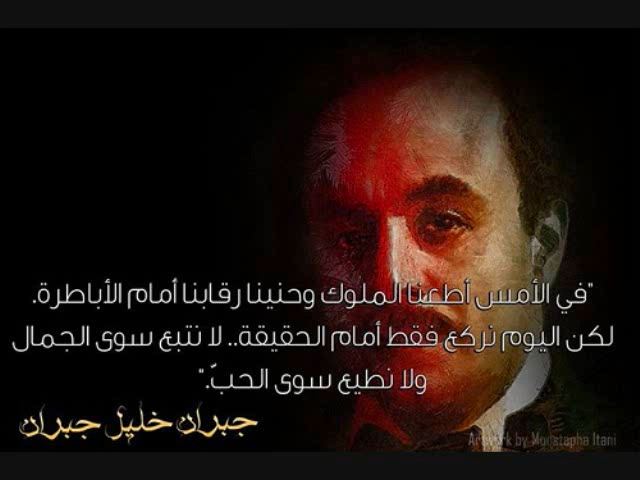 "في الأمس أطعنا الملوك وحنينا رقابنا أمام الأباطرة.
لكن اليوم نركع فقط أمام الحقيقة.. لا نتبع سوى الجمال
ولا نطيع سوى الحبّ."
جبران خليل جبران
Artwork by Moustapha Itani